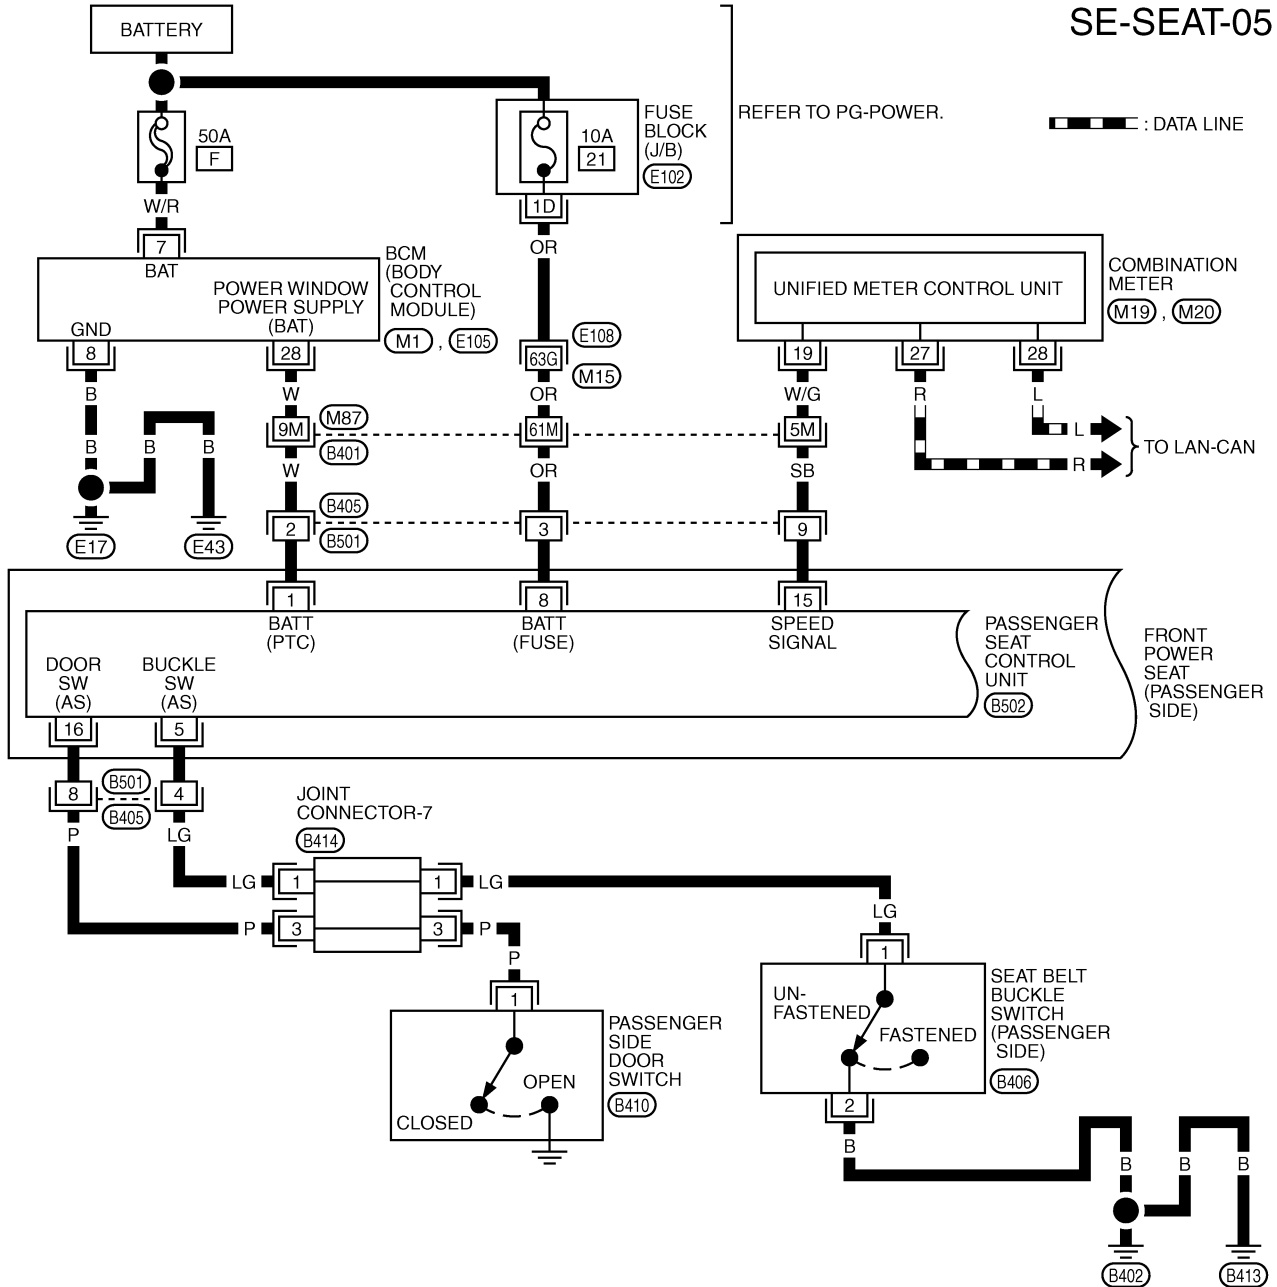 SE-SEAT-05
BATTERY
50A
F
W/R
7
BAT
10A
21
1D
FUSE
BLOCK
(J/B)
E102
REFER TO PG-POWER.
: DATA LINE
OR
POWER WINDOW
POWER SUPPLY
(BAT)
GND
BCM
(BODY
CONTROL
MODULE)
M1 , E105
8
28
B
W
63G
E108
M15
OR
UNIFIED METER CONTROL UNIT
COMBINATION
METER
M19 , M20
19
27
28
W/G
R
L
9M
M87
B401
61M
5M
L
R
TO LAN-CAN
B
B
B
W
OR
SB
2
B405
B501
3
9
E17
E43
1
8
15
BATT
(PTC)
BATT
(FUSE)
SPEED
SIGNAL
DOOR
SW
(AS)
BUCKLE
SW
(AS)
PASSENGER
SEAT
CONTROL
UNIT
B502
FRONT
POWER
SEAT
(PASSENGER
SIDE)
16
5
8
B501
B405
4
P
LG
JOINT
CONNECTOR-7
B414
LG
1
1
LG
P
3
3
P
P
LG
1
1
CLOSED
OPEN
PASSENGER
SIDE
DOOR
SWITCH
B410
UN-
FASTENED
FASTENED
SEAT BELT
BUCKLE
SWITCH
(PASSENGER
SIDE)
B406
2
B
B
B
B
B402
B413